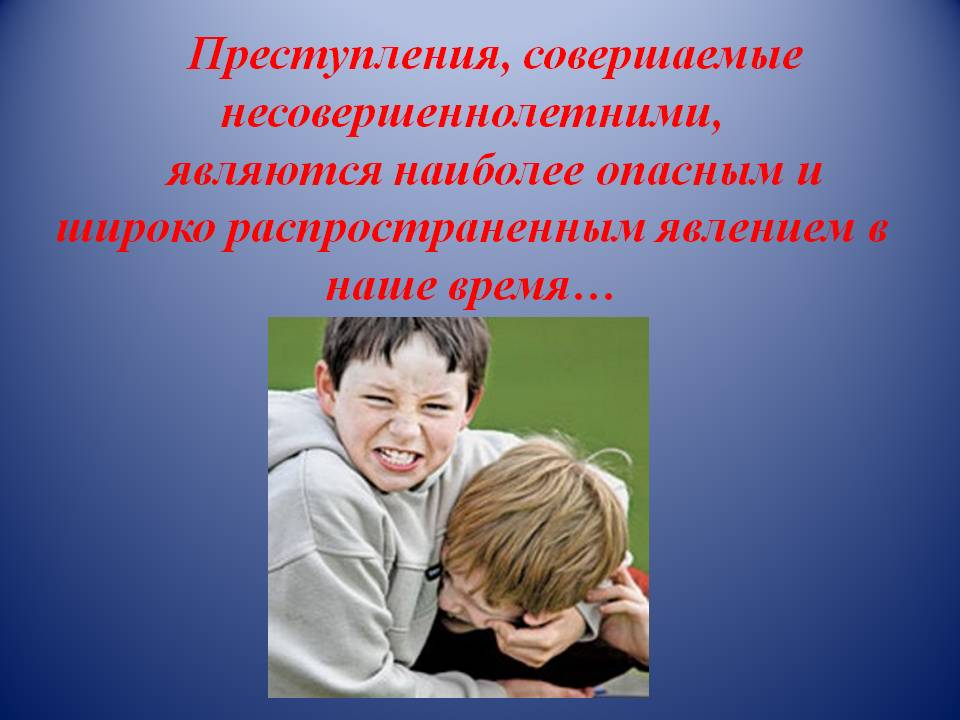 Преступления, совершаемые
несовершеннолетними,
являются наиболее опасным и
широко распространенным явлением в
наше время…